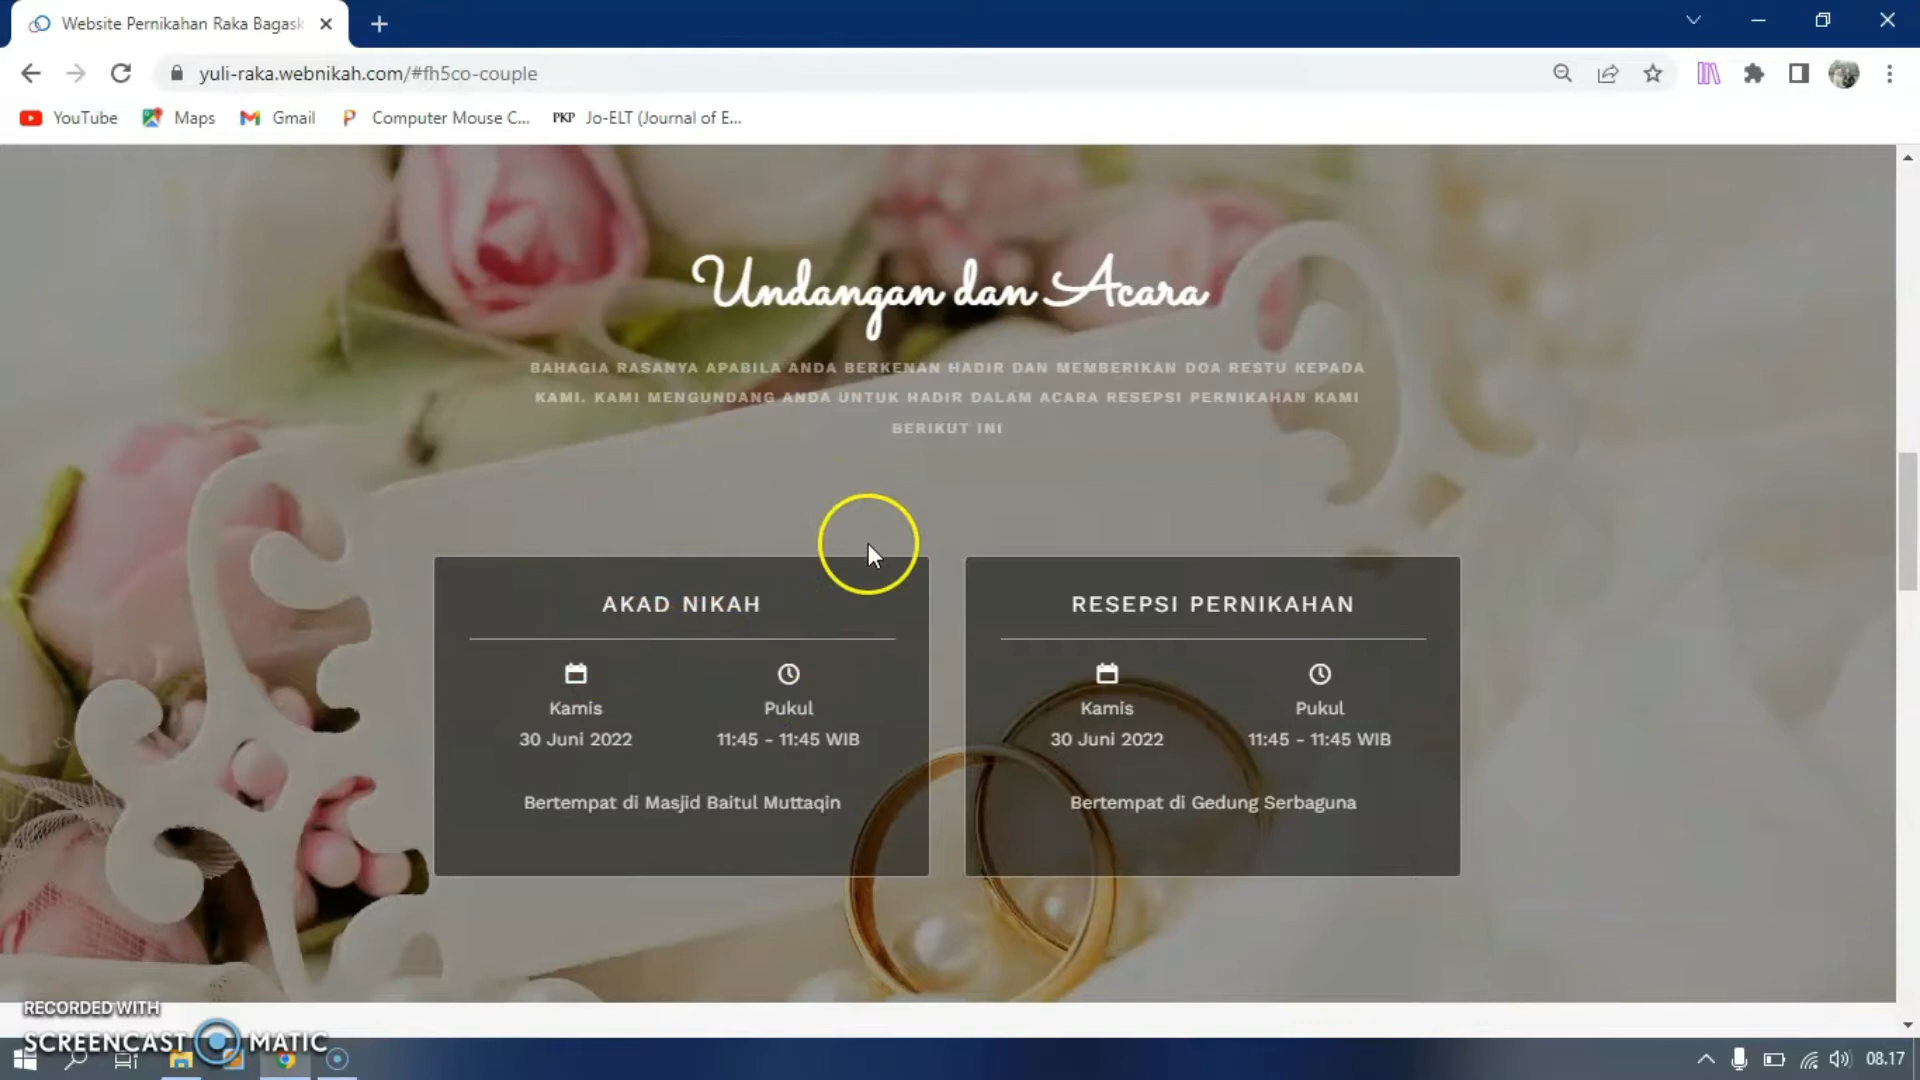 Website Pernikahan Raka Bagask
yuli-raka.webnikah.com/#fh5co-couple
YouTube Maps Gmail Computer Mouse C... PKP Jo-ELT (Journal of E...
Undangan dan Acara
BAHAGIA RASANYA APABILA ANDA BERKENAN HADIR DAN MEMBERIKAN DOA RESTU KEPADA
KAMI. KAMI MENGUNDANG ANDA UNTUK HADIR DALAM ACARA RESEPSI PERNIKAHAN KAMI
BERIKUT INI
AKAD NIKAH
Kamis Pukul
30 Juni 2022 11:45 - 11:45 WIB
Bertempat di Masjid Baitul Muttaqin
RESEPSI PERNIKAHAN
Kamis Pukul
30 Juni 2022 11:45 - 11:45 WIB
Bertempat di Gedung Serbaguna
RECORDED WITH
SCREENCAST MATIC
08.17